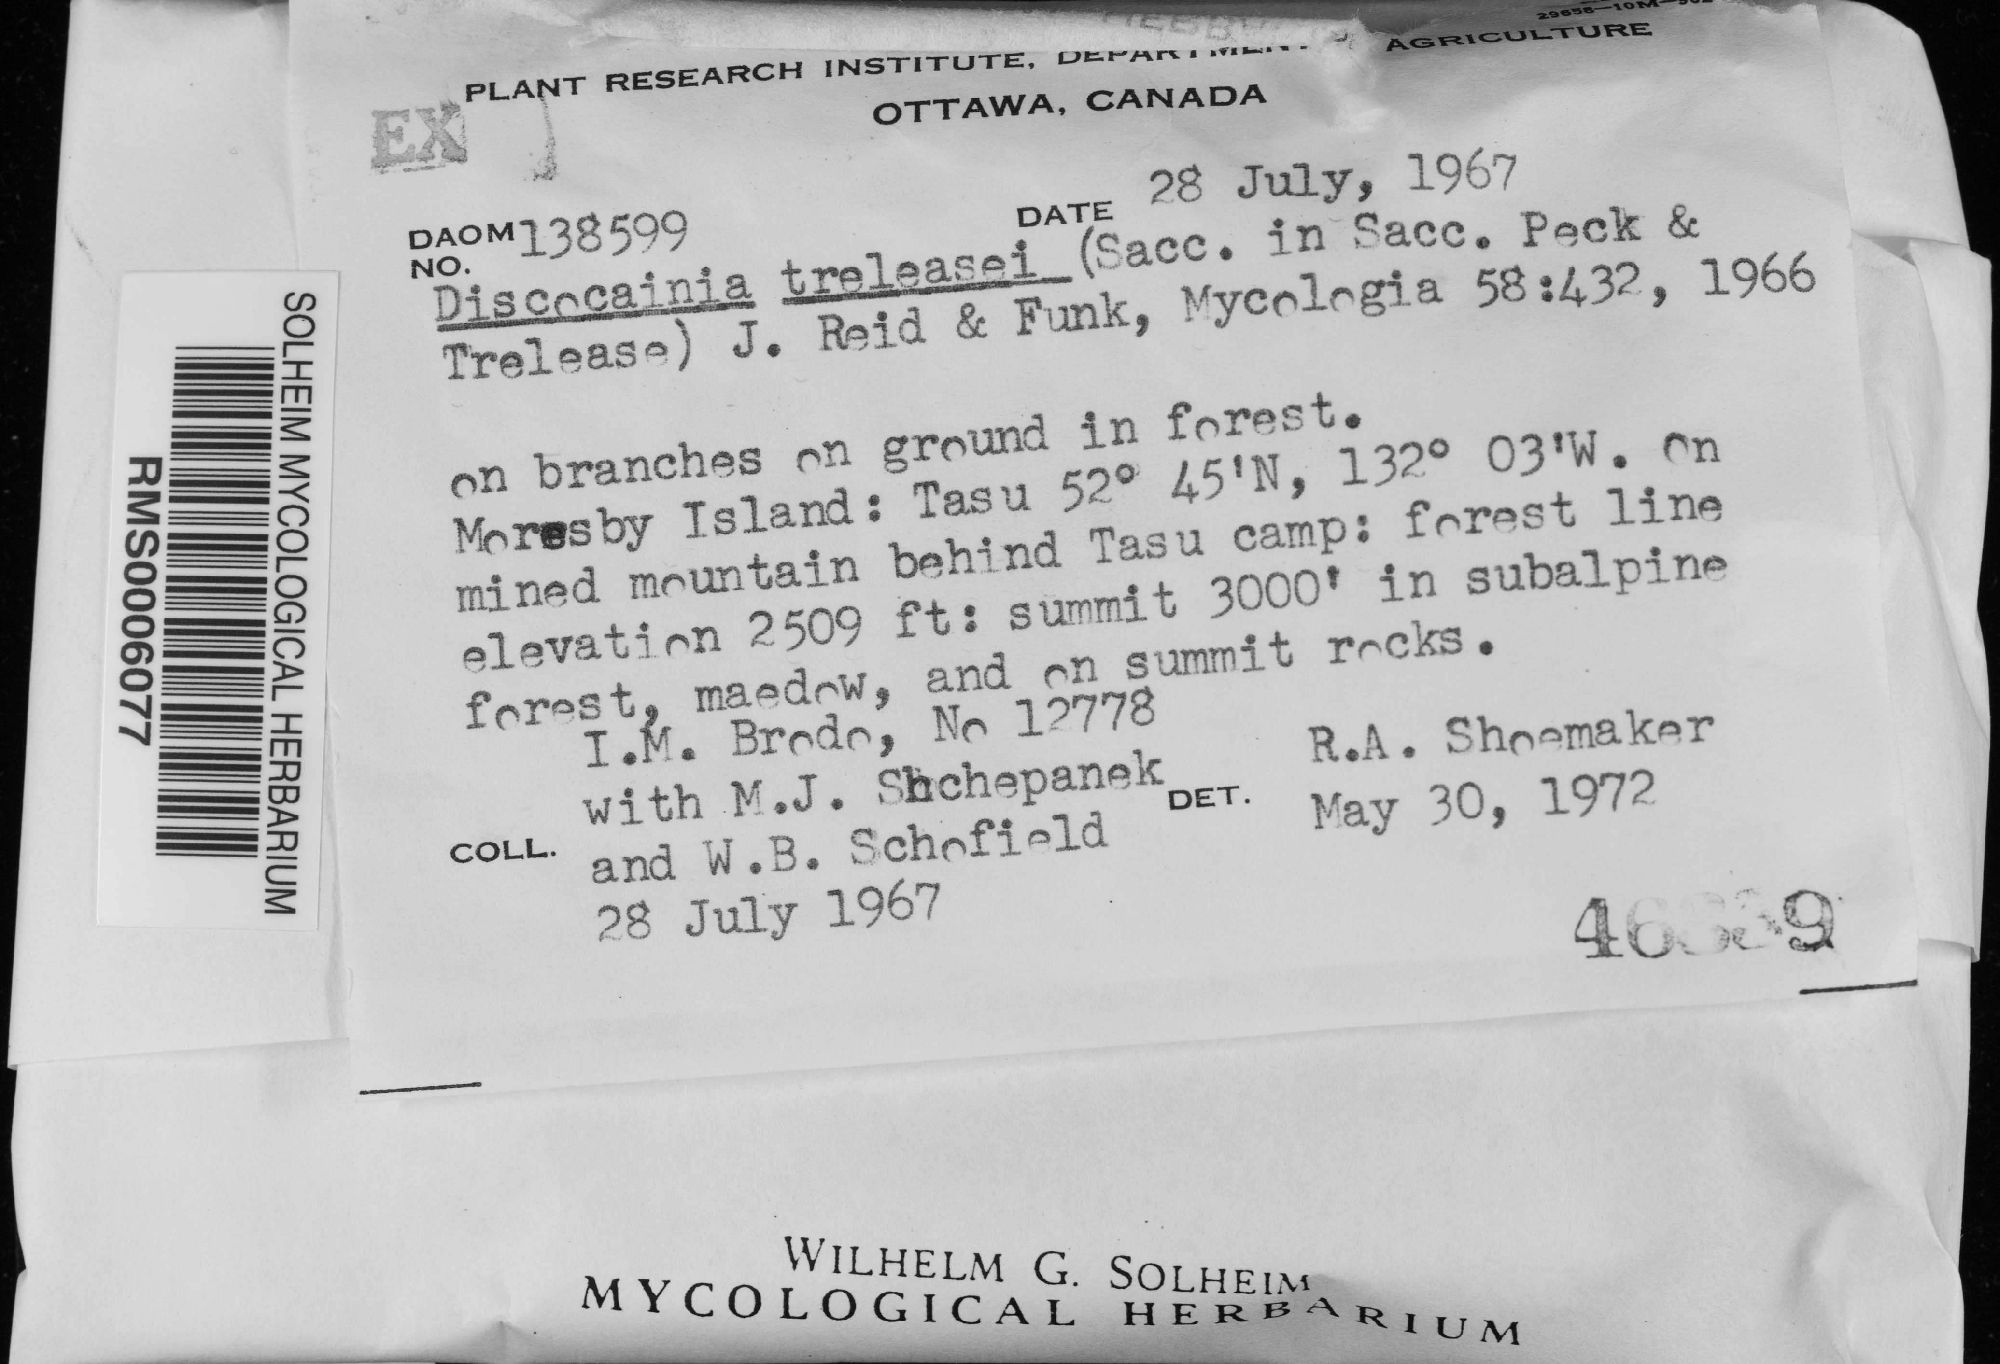 PLANT RESEARCH INSTITUTE, DEPARTMENT AGRICULTURE
OTTAWA, CANADA
EX
DATE 28 July, 1967
DAOM NO. 138599
Discocainia treleasei (Sacc. in Sacc. Peck &
Trelease) J. Reid & Funk, Mycologia 58:432, 1966
on branches on ground in forest.
Moresby Island: Tasu 52° 45'N, 132° 03'W. On
mined mountain behind Tasu camp: forest line
elevation 2509 ft: summit 3000' in subalpine
forest, maedow, and on summit rocks.
COLL. I.M. Brodo, No 12778
with M.J. Shchepanek
and W.B. Schofield
28 July 1967
DET. R.A. Shoemaker
May 30, 1972
SOLHEIM MYCOLOGICAL HERBARIUM
RMS0006077
WILHELM G. SOLHEIM
MYCOLOGICAL HERBARIUM